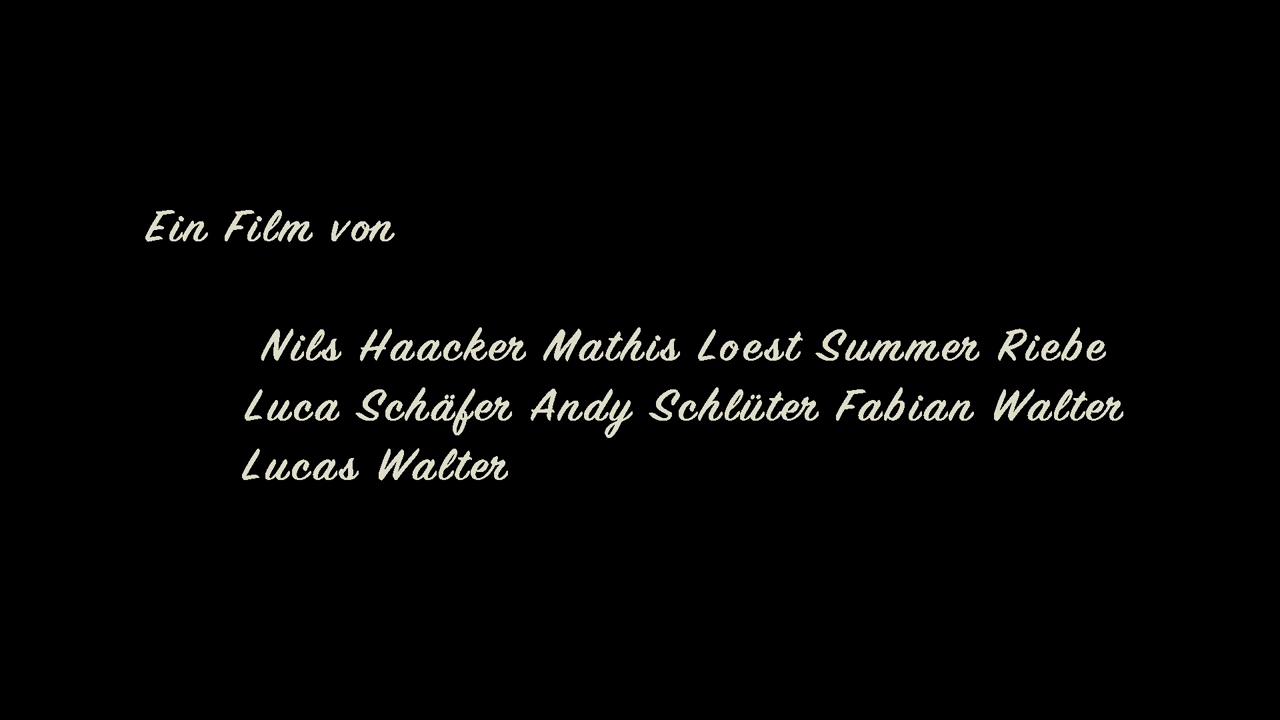 Ein Film von
Nils Haacker Mathis Loest Summer Riebe
Luca Schäfer Andy Schlüter Fabian Walter
Lucas Walter